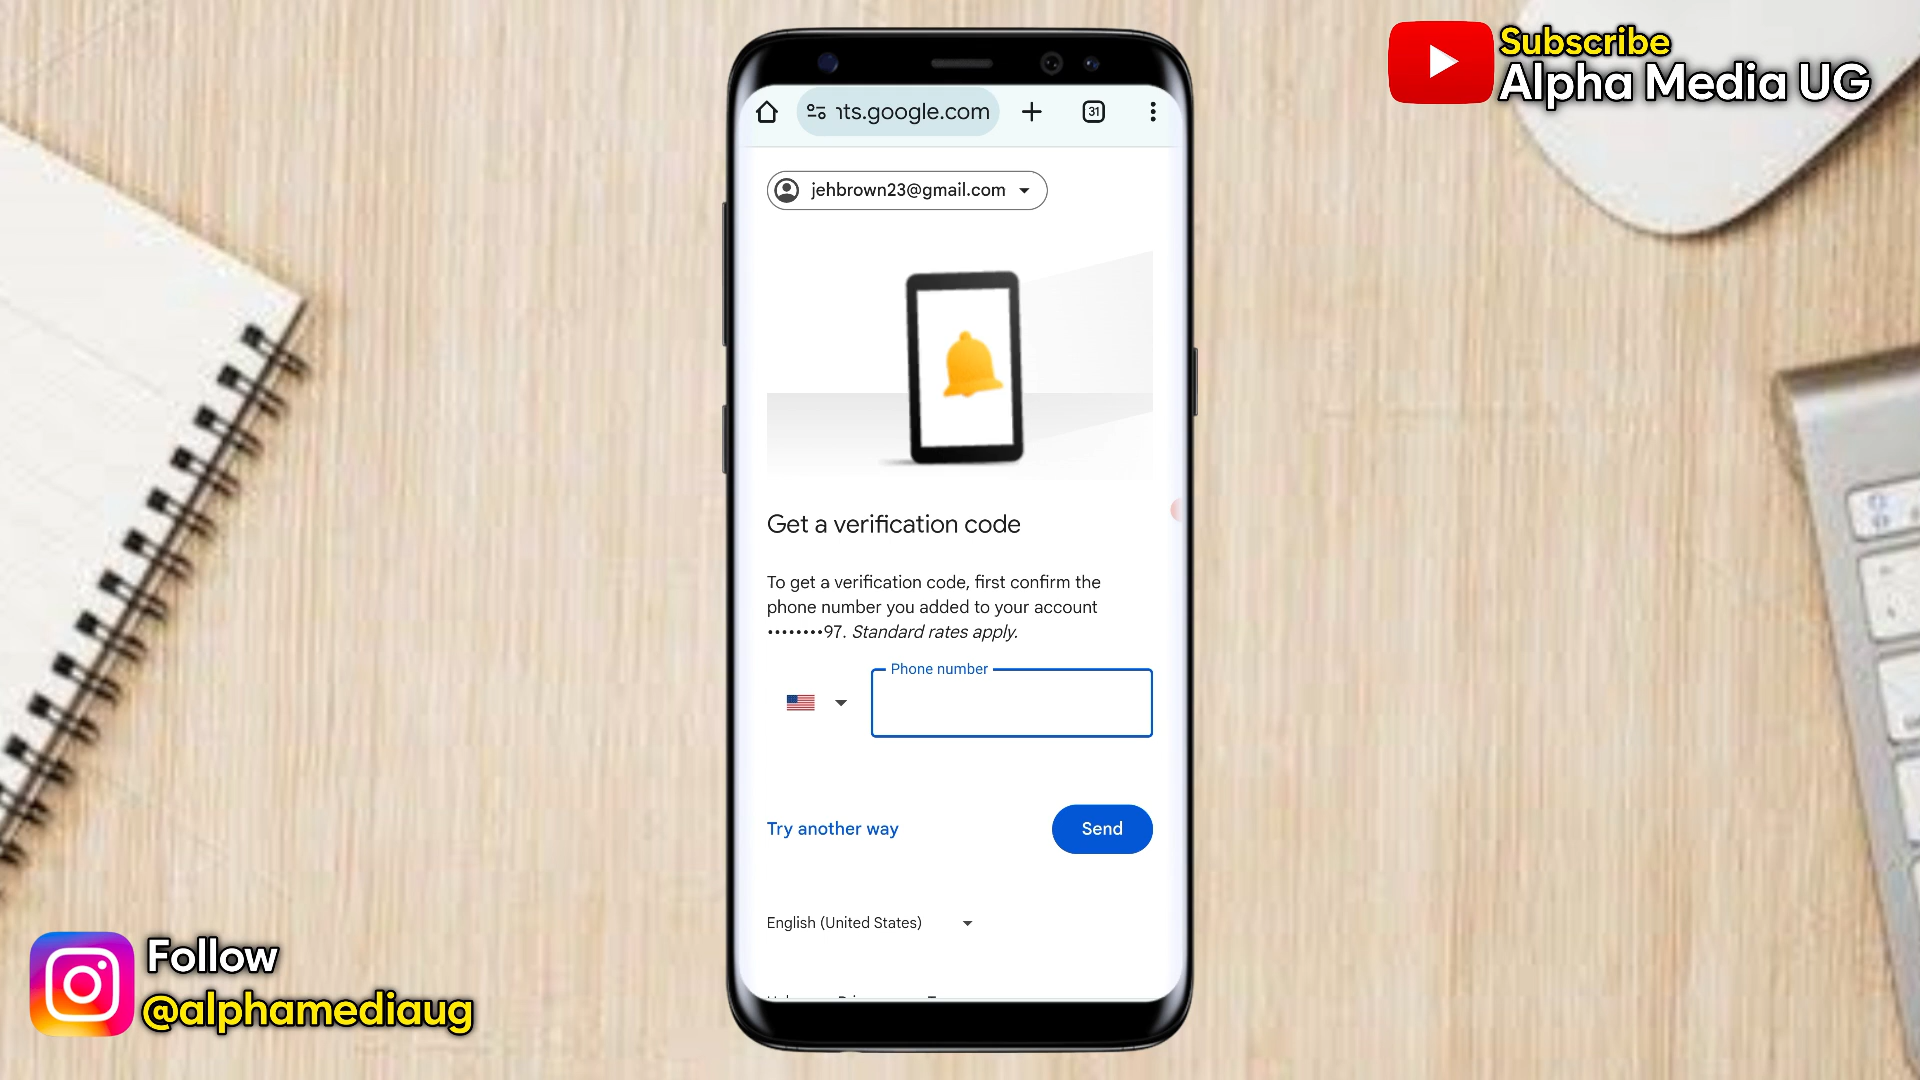 Subscribe
Alpha Media UG
nts.google.com
31
jehbrown23@gmail.com
Get a verification code
To get a verification code, first confirm the
phone number you added to your account
••••••••97. Standard rates apply.
Phone number
Try another way
Send
English (United States)
Follow
@alphamediaug